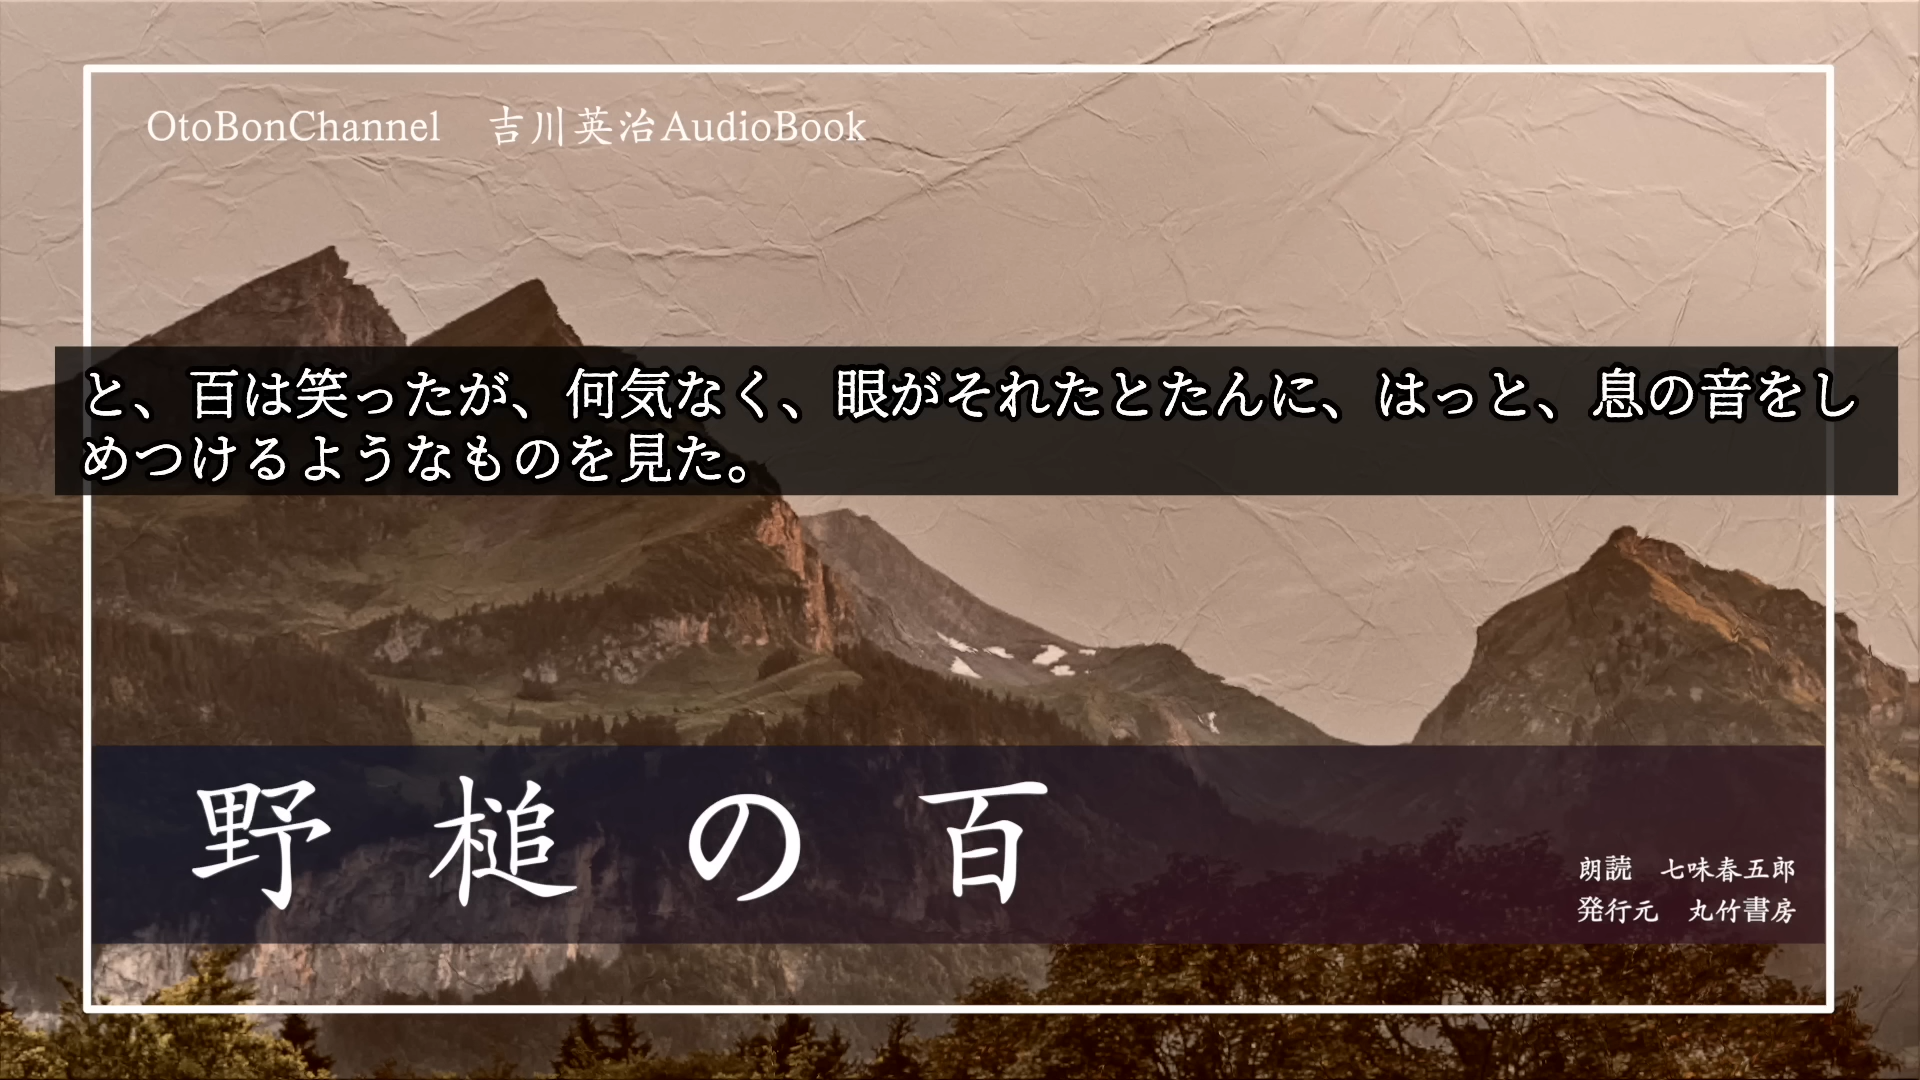 OtoBonChannel　吉川英治AudioBook
と、百は笑ったが、何気なく、眼がそれたとたんに、はっと、息の音をし
めつけるようなものを見た。
野槌の百
朗読　七味春五郎
発行元　丸竹書房